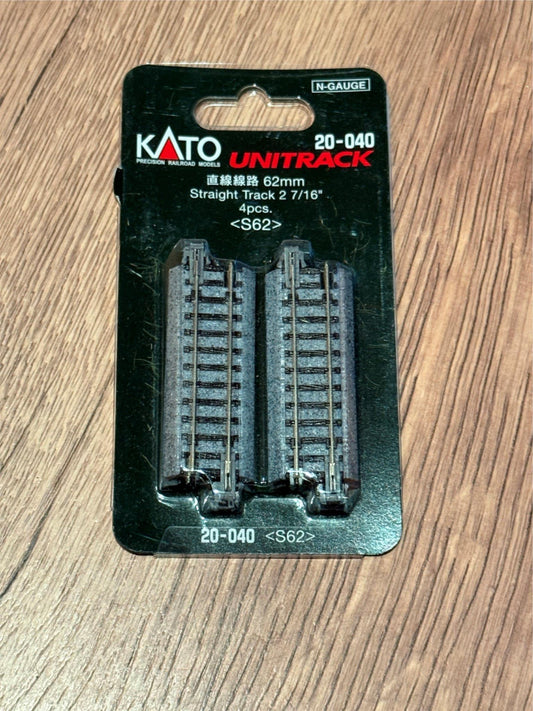 N-GAUGE
20-040
KATO
PRECISION RAILROAD MODELS
UNITRACK
直線線路 62mm
Straight Track 2 7/16"
4pcs.
<S62>
20-040 <S62>